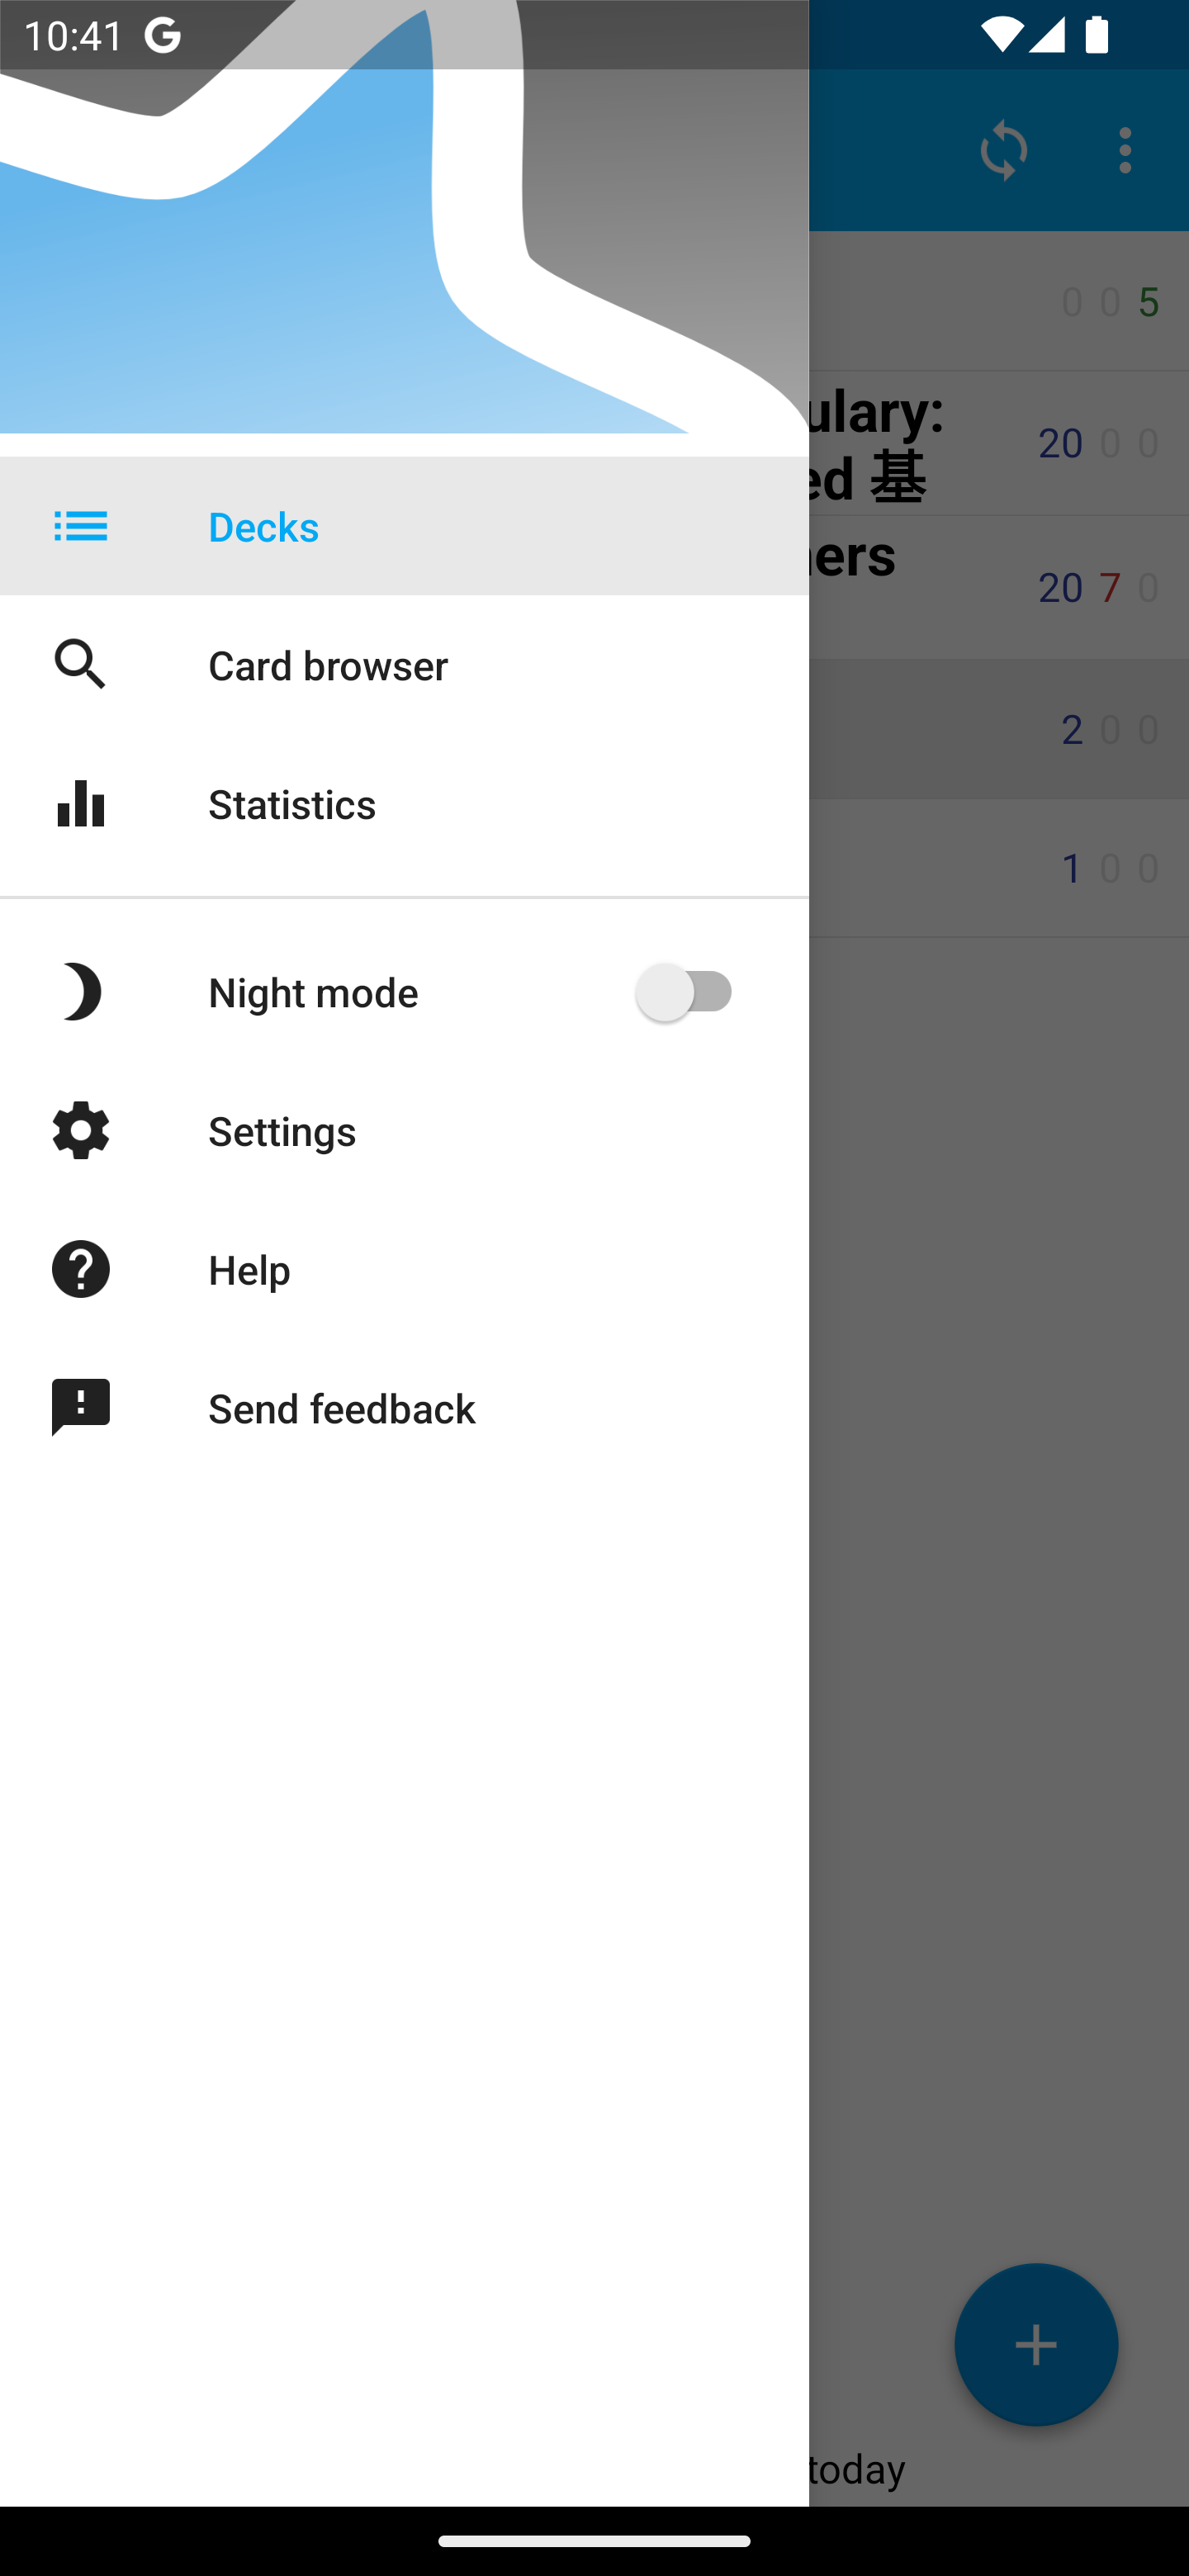 10:41 G
0 0 5
ulary:
ed 基
20 0 0
ers
20 7 0
2 0 0
1 0 0
Decks
Card browser
Statistics
Night mode
Settings
Help
Send feedback
today